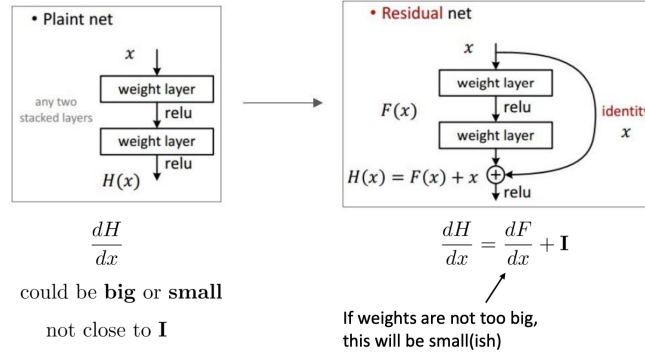 • Plaint net
x
weight layer
any two
stacked layers
relu
weight layer
relu
H(x)
dH
dx
could be big or small
not close to I
• Residual net
x
weight layer
F(x)
relu
identity
x
weight layer
H(x) = F(x) + x
relu
dH/dx = dF/dx + I
If weights are not too big,
this will be small(ish)